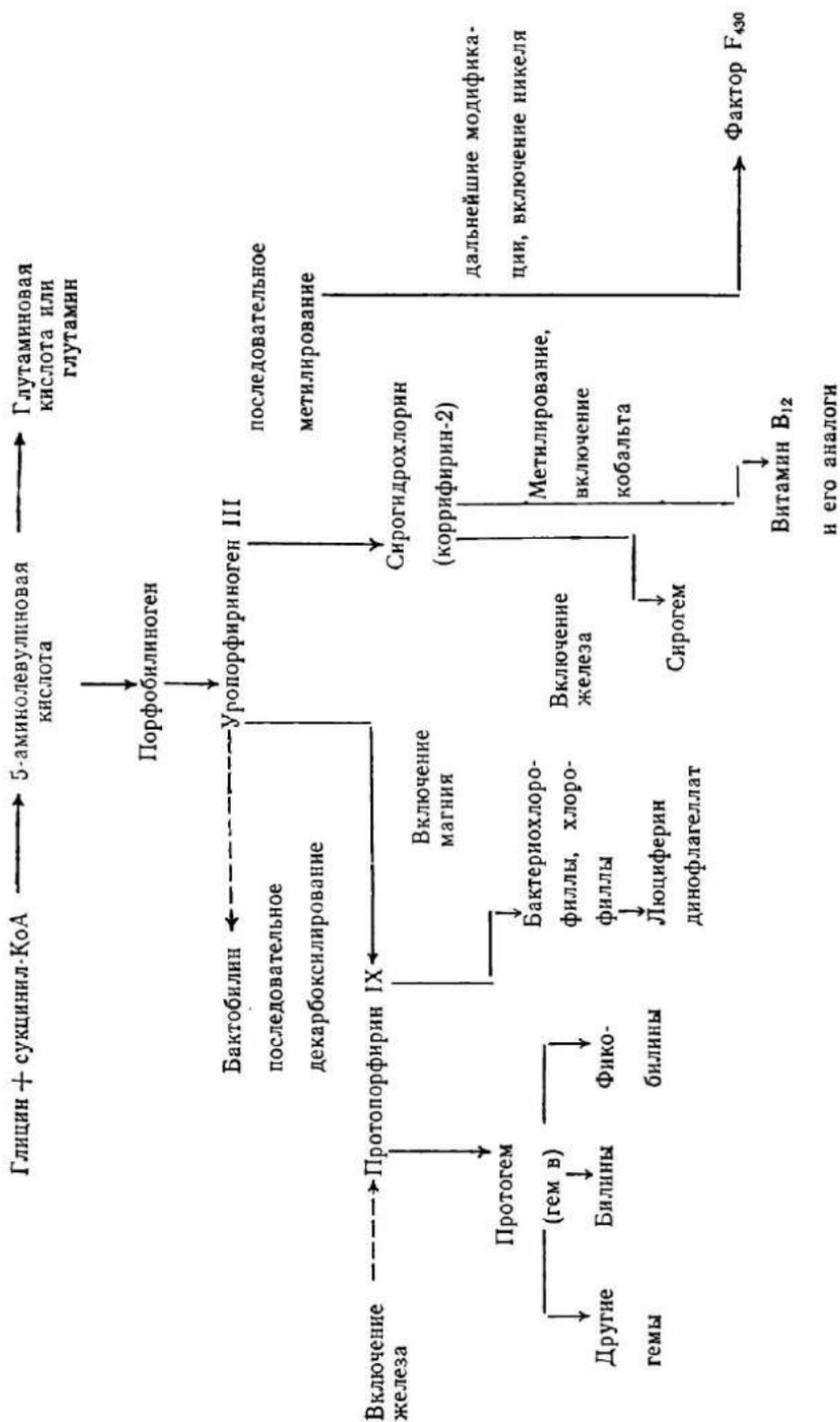 Глицин + сукцинил-КоА
5-аминолевулиновая
кислота
Глутаминовая
кислота или
глутамин
Порфобилиноген
Бактобилин
Уропорфириноген III
последовательное
декарбоксилирование
последовательное
метилирование
Включение
железа
Протопорфирин IX
Включение
магния
Сирогидрохлорин
(коррифирин-2)
дальнейшие модифика-
ции, включение никеля
Протогем
(гем в)
Бактериохлоро-
филлы, хлоро-
филлы
Включение
железа
Метилирование,
включение
кобальта
Другие
гемы
Билины
Фико-
билины
Люциферин
динофлагеллат
Сирогем
Витамин B₁₂
и его аналоги
Фактор F₄₃₀